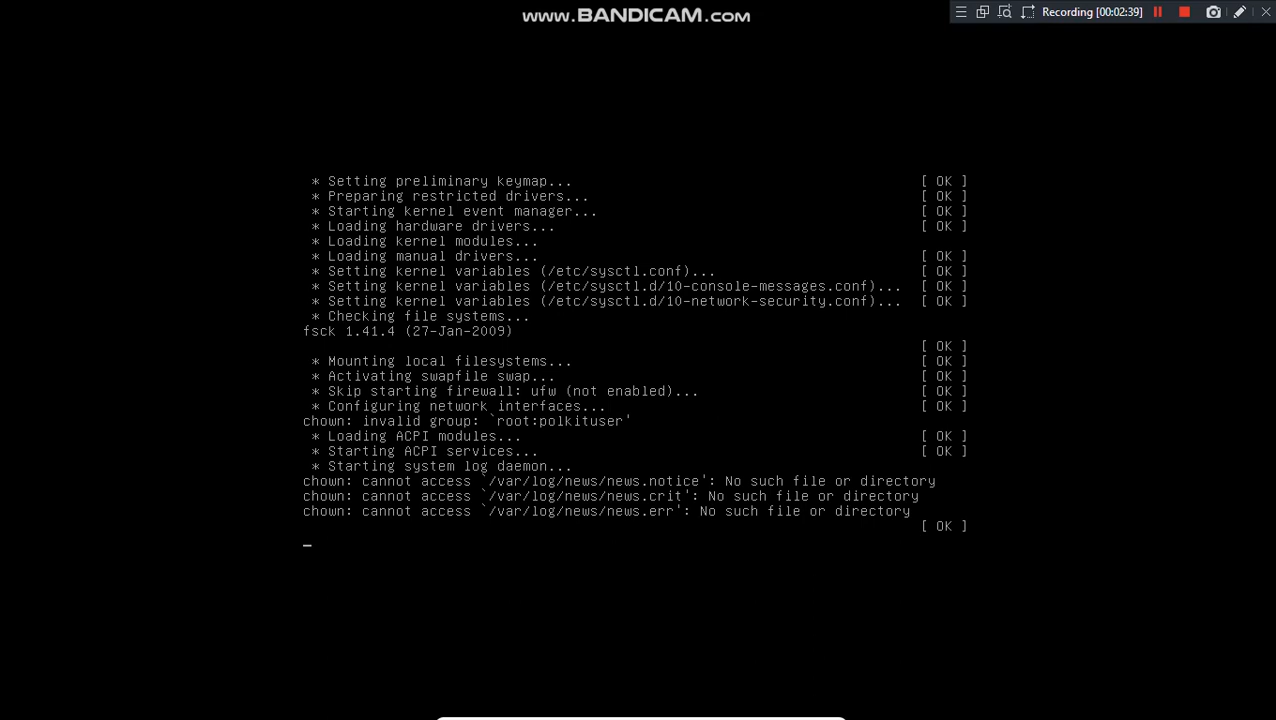 www.BANDICAM.com
Recording [00:02:39]
* Setting preliminary keymap... [ OK ]
* Preparing restricted drivers... [ OK ]
* Starting kernel event manager... [ OK ]
* Loading hardware drivers... [ OK ]
* Loading kernel modules...
* Loading manual drivers... [ OK ]
* Setting kernel variables (/etc/sysctl.conf)... [ OK ]
* Setting kernel variables (/etc/sysctl.d/10-console-messages.conf)... [ OK ]
* Setting kernel variables (/etc/sysctl.d/10-network-security.conf)... [ OK ]
* Checking file systems...
fsck 1.41.4 (27-Jan-2009)
[ OK ]
* Mounting local filesystems... [ OK ]
* Activating swapfile swap... [ OK ]
* Skip starting firewall: ufw (not enabled)... [ OK ]
* Configuring network interfaces... [ OK ]
chown: invalid group: `root:polkituser'
* Loading ACPI modules... [ OK ]
* Starting ACPI services... [ OK ]
* Starting system log daemon...
chown: cannot access `/var/log/news/news.notice': No such file or directory
chown: cannot access `/var/log/news/news.crit': No such file or directory
chown: cannot access `/var/log/news/news.err': No such file or directory
[ OK ]
_